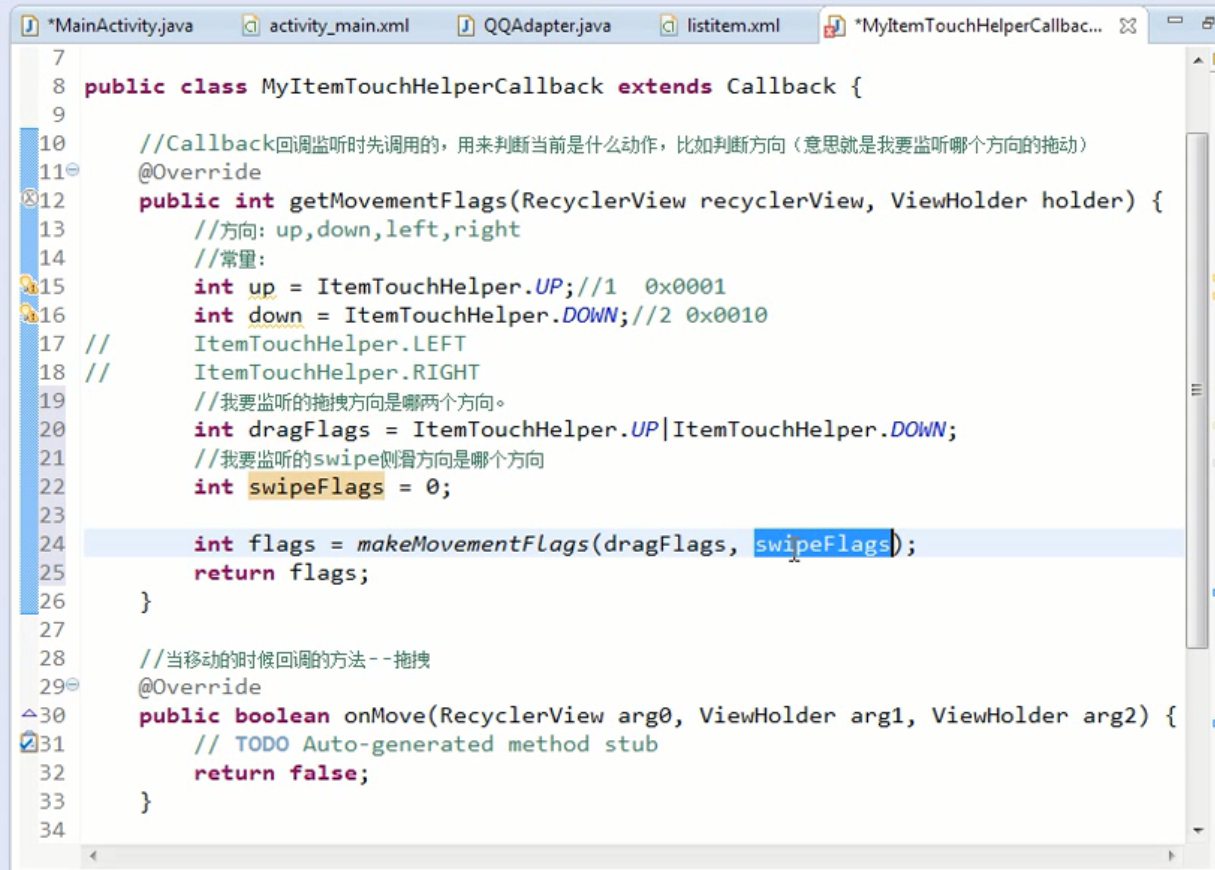 *MainActivity.java activity_main.xml QQAdapter.java listitem.xml *MyItemTouchHelperCallbac...
7
8 public class MyItemTouchHelperCallback extends Callback {
9
10 //Callback回调监听时先调用的，用来判断当前是什么动作，比如判断方向（意思就是我要监听哪个方向的拖动）
11 @Override
12 public int getMovementFlags(RecyclerView recyclerView, ViewHolder holder) {
13 //方向：up,down,left,right
14 //常量：
15 int up = ItemTouchHelper.UP;//1 0x0001
16 int down = ItemTouchHelper.DOWN;//2 0x0010
17 // ItemTouchHelper.LEFT
18 // ItemTouchHelper.RIGHT
19 //我要监听的拖拽方向是哪两个方向。
20 int dragFlags = ItemTouchHelper.UP|ItemTouchHelper.DOWN;
21 //我要监听的swipe侧滑方向是哪个方向
22 int swipeFlags = 0;
23
24 int flags = makeMovementFlags(dragFlags, swipeFlags);
25 return flags;
26 }
27
28 //当移动的时候回调的方法--拖拽
29 @Override
30 public boolean onMove(RecyclerView arg0, ViewHolder arg1, ViewHolder arg2) {
31 // TODO Auto-generated method stub
32 return false;
33 }
34